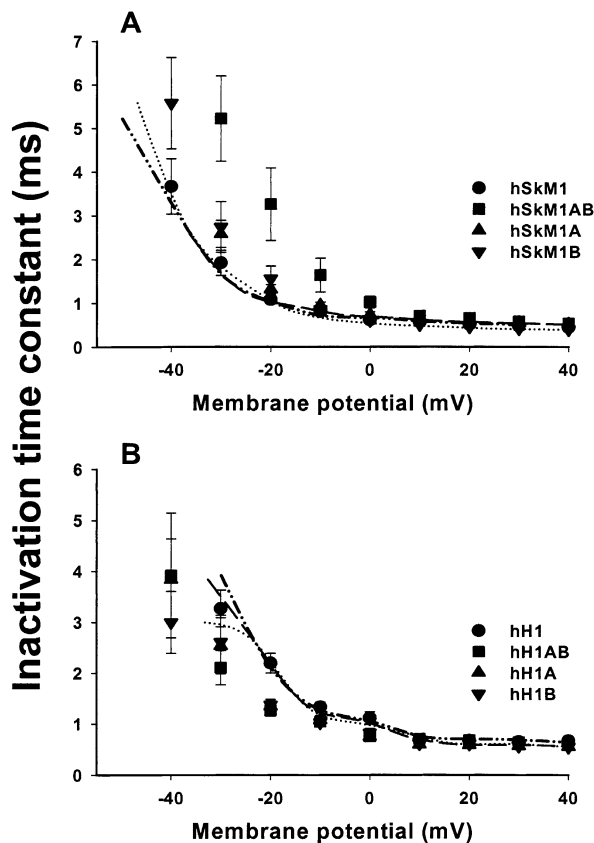 Inactivation time constant (ms)
A
7
6
5
4
3
2
1
0
hSkM1
hSkM1AB
hSkM1A
hSkM1B
-40 -20 0 20 40
Membrane potential (mV)
B
6
5
4
3
2
1
0
hH1
hH1AB
hH1A
hH1B
-40 -20 0 20 40
Membrane potential (mV)